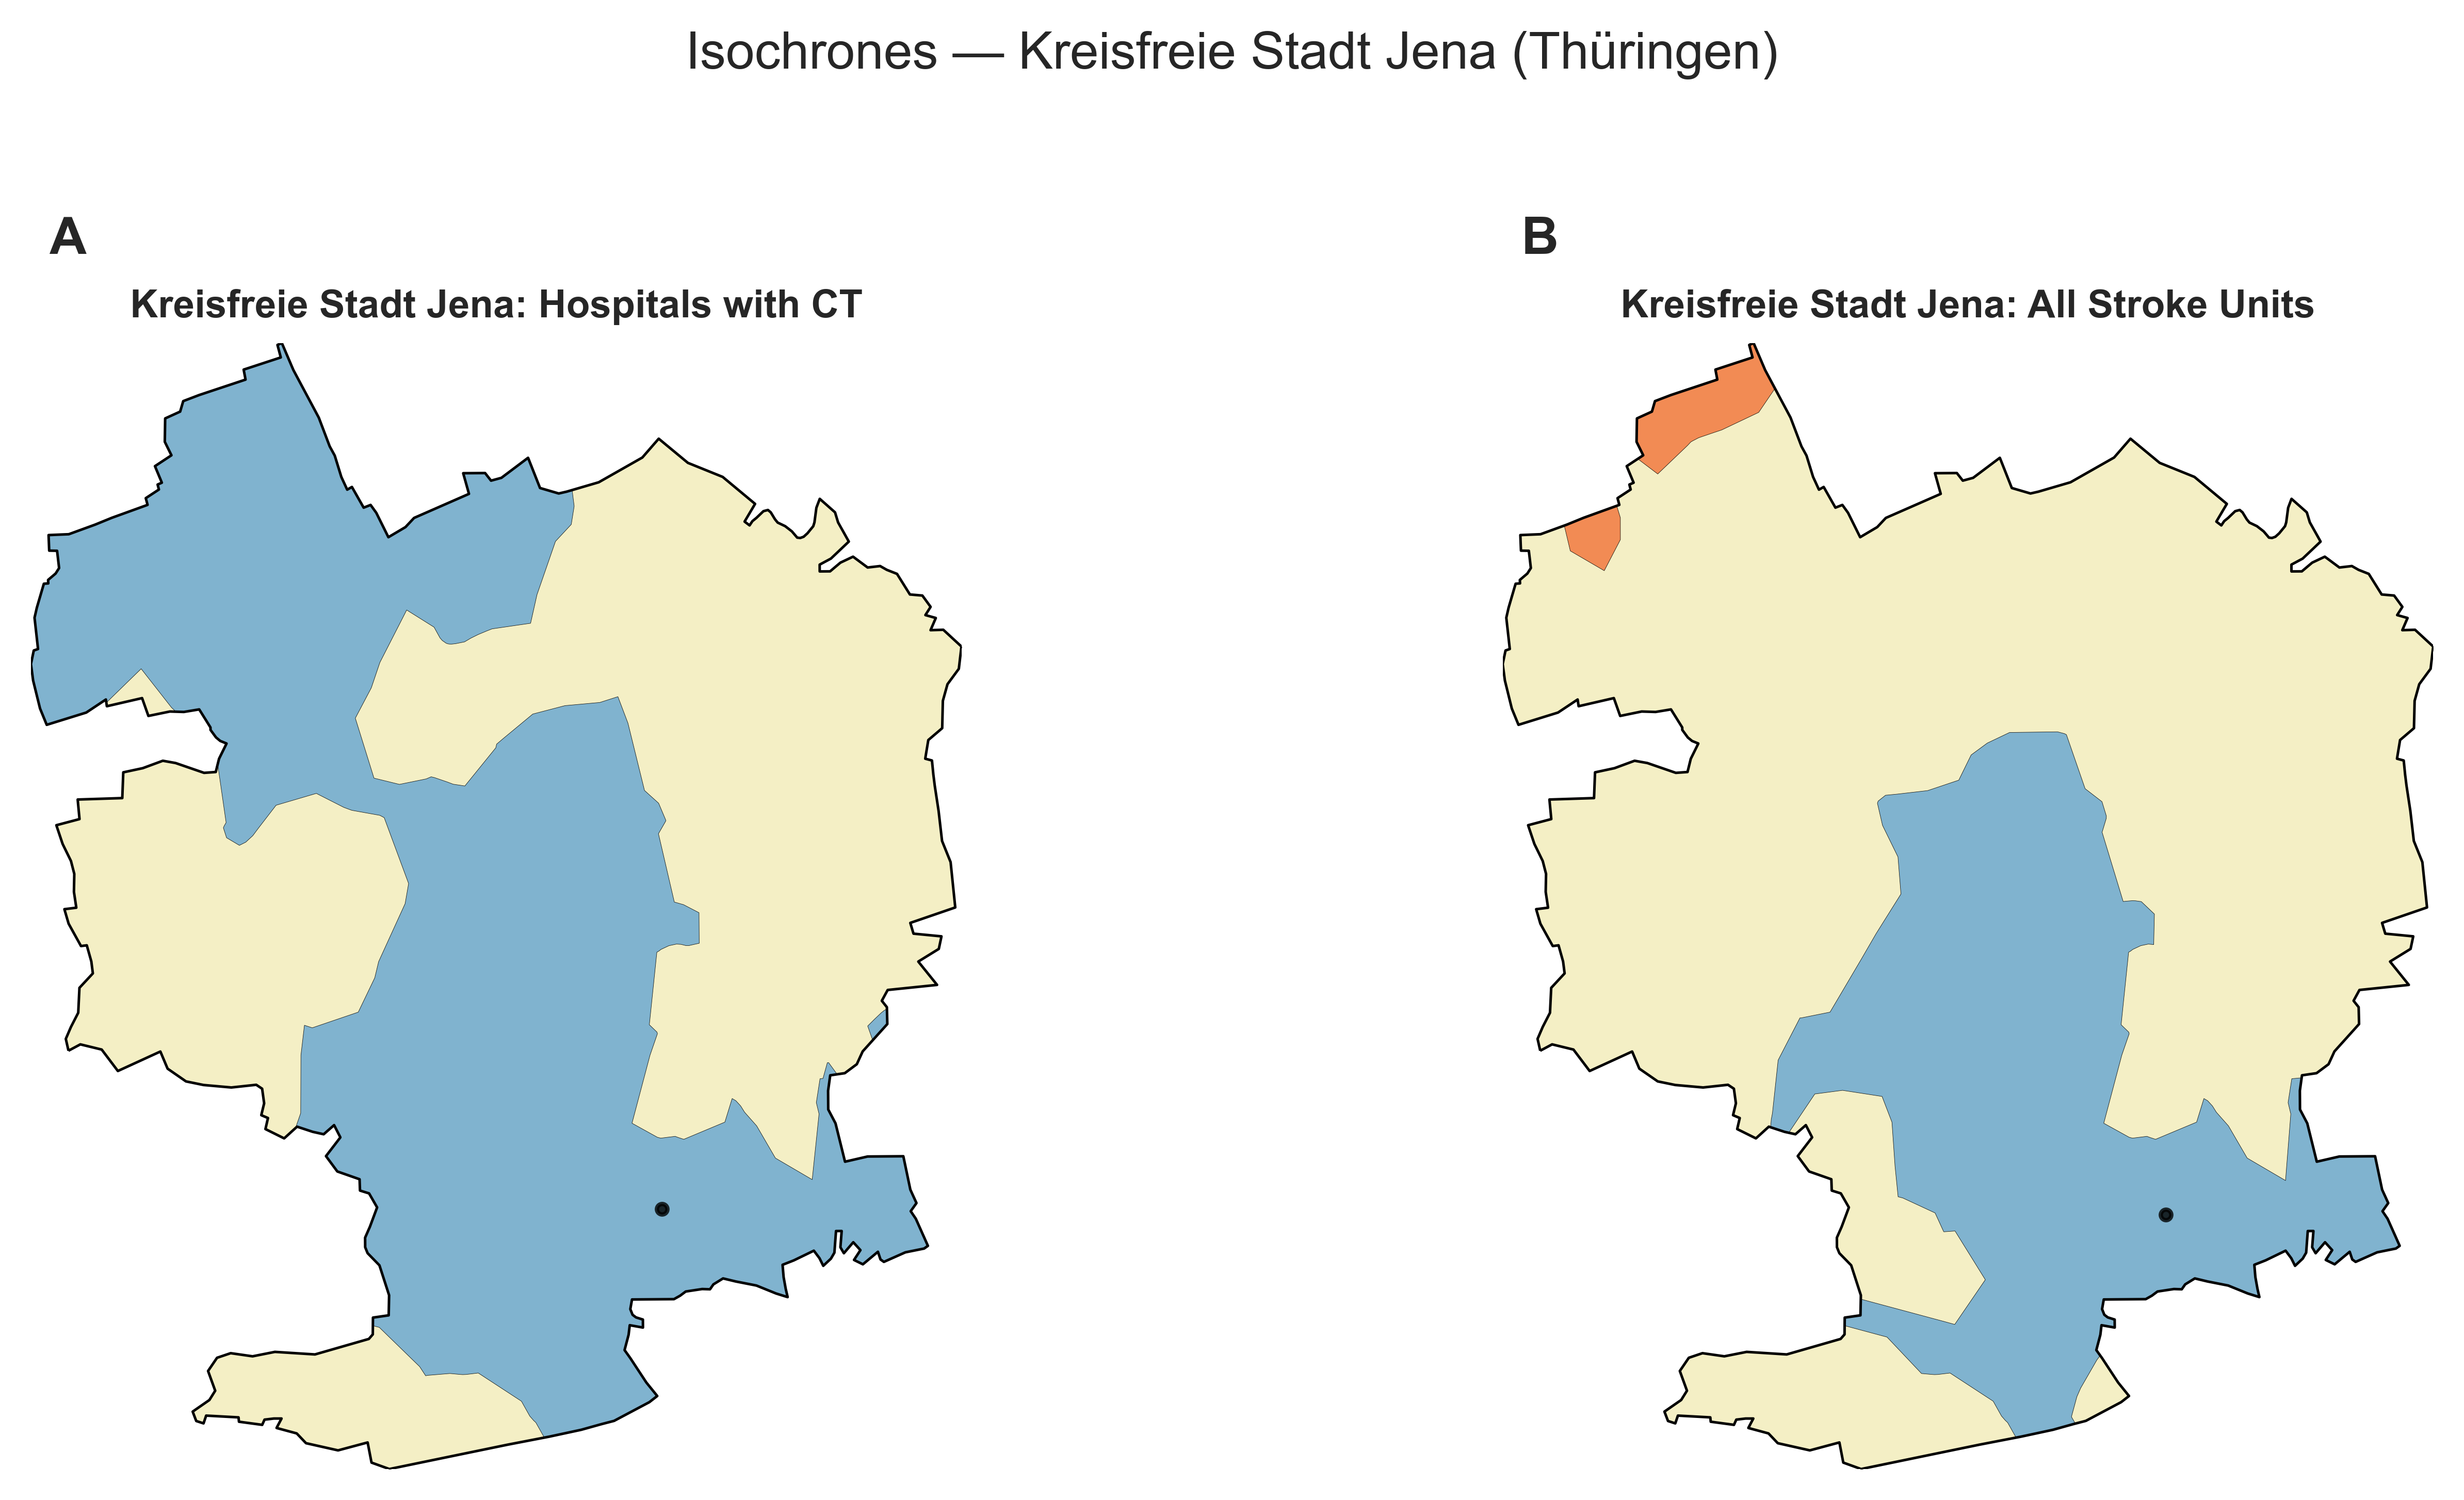 Isochrones — Kreisfreie Stadt Jena (Thüringen)
A
Kreisfreie Stadt Jena: Hospitals with CT
B
Kreisfreie Stadt Jena: All Stroke Units